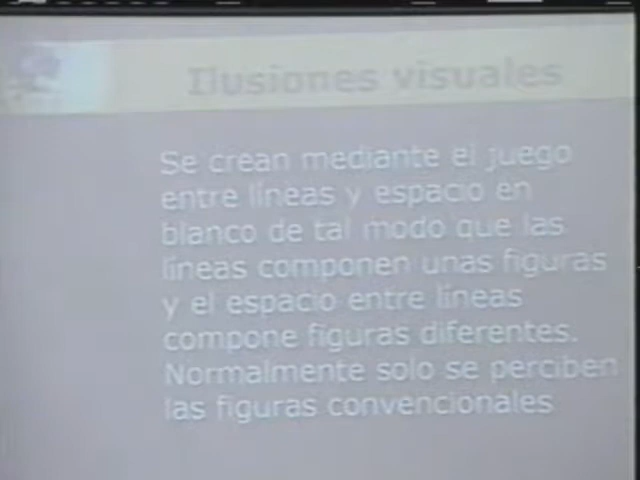 Ilusiones visuales
Se crean mediante el juego
entre líneas y espacio en
blanco de tal modo que las
líneas componen unas figuras
y el espacio entre líneas
compone figuras diferentes.
Normalmente solo se perciben
las figuras convencionales